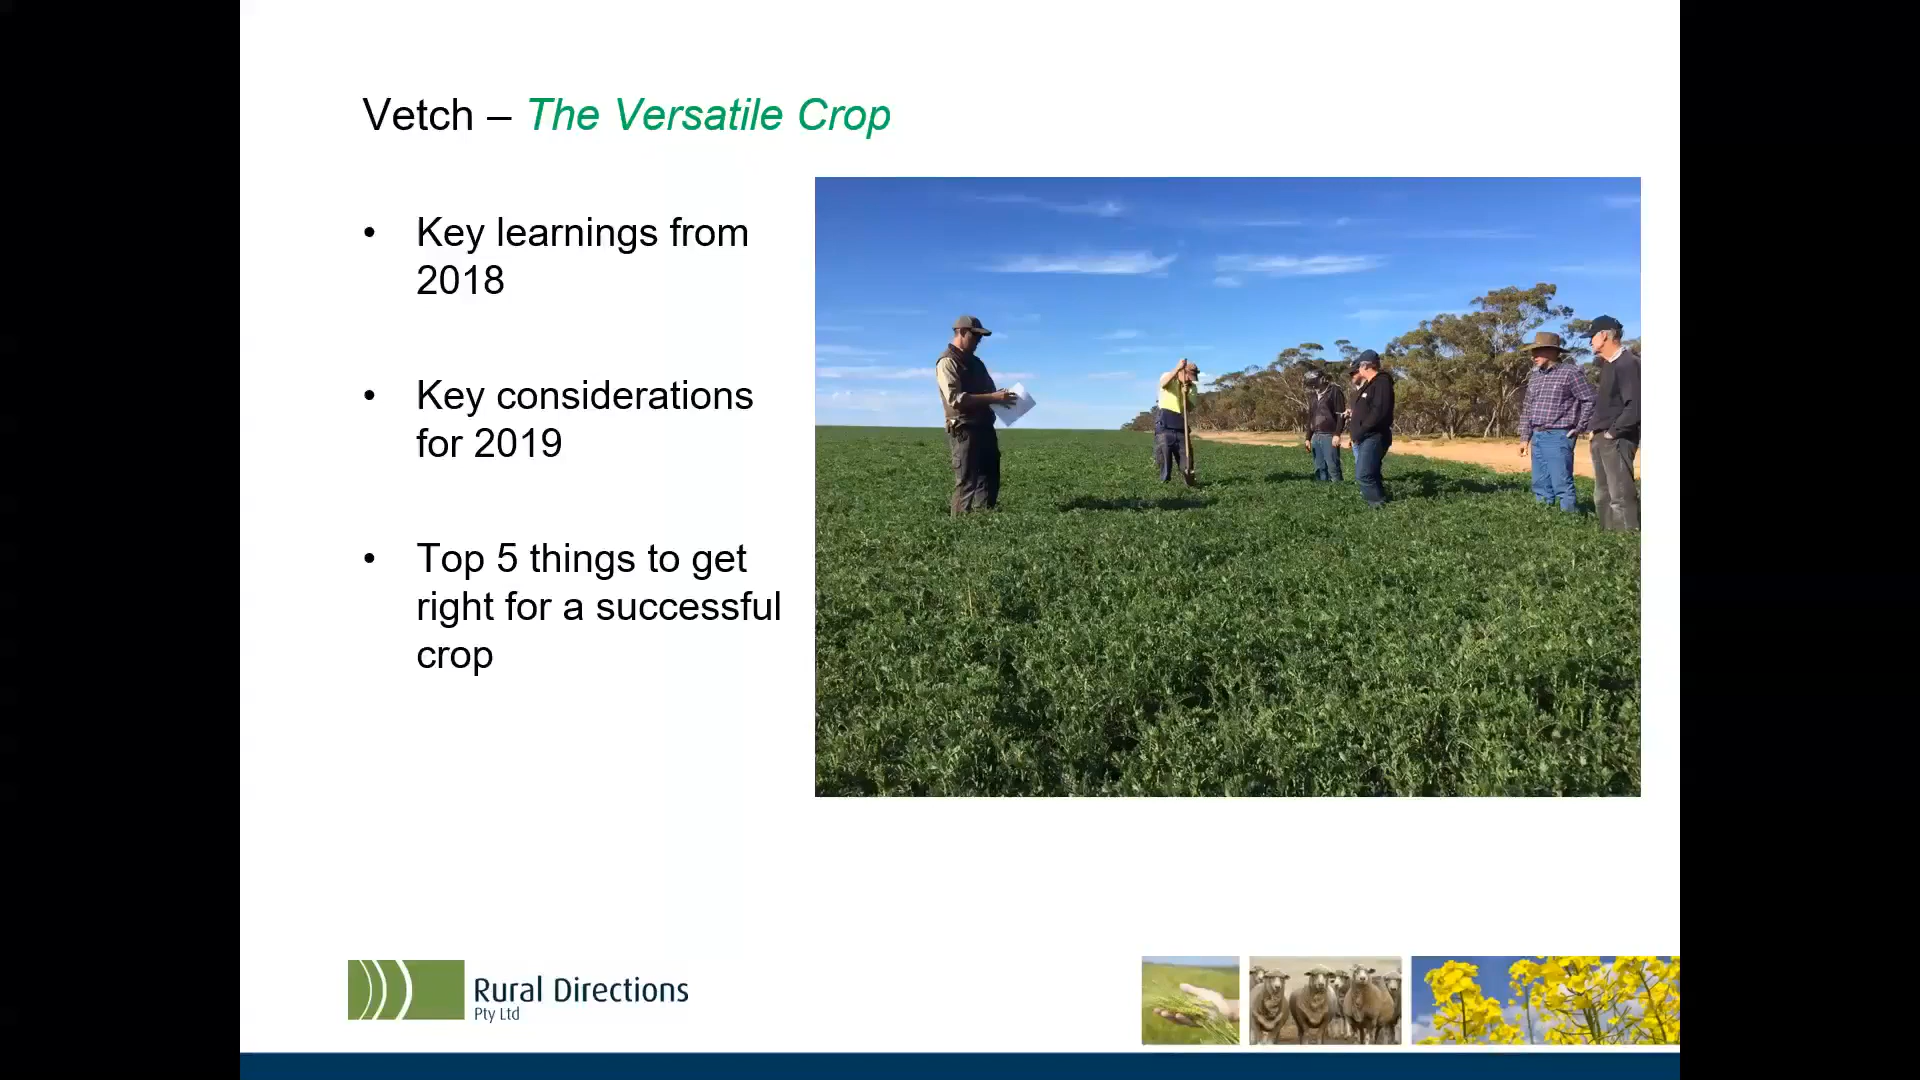 Vetch – The Versatile Crop
• Key learnings from
2018
• Key considerations
for 2019
• Top 5 things to get
right for a successful
crop
Rural Directions
Pty Ltd